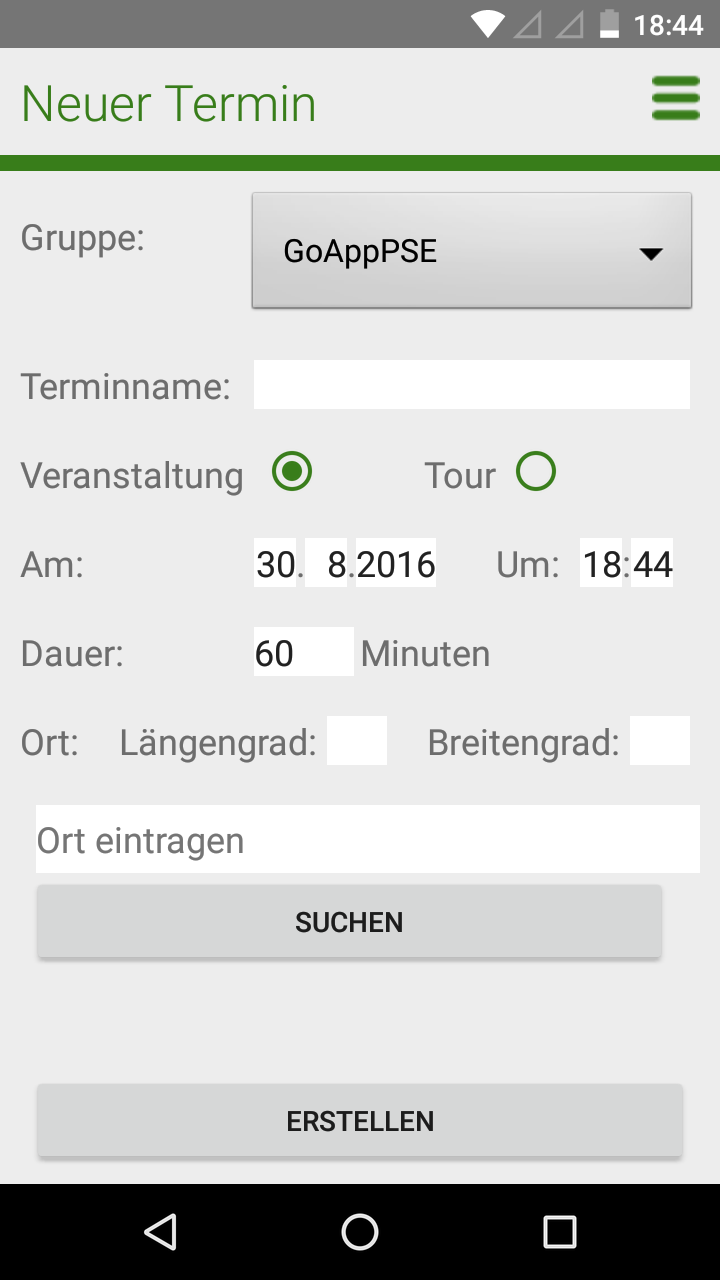 18:44
Neuer Termin
Gruppe: GoAppPSE
Terminname:
Veranstaltung Tour
Am: 30. 8.2016 Um: 18:44
Dauer: 60 Minuten
Ort: Längengrad: Breitengrad:
Ort eintragen
SUCHEN
ERSTELLEN